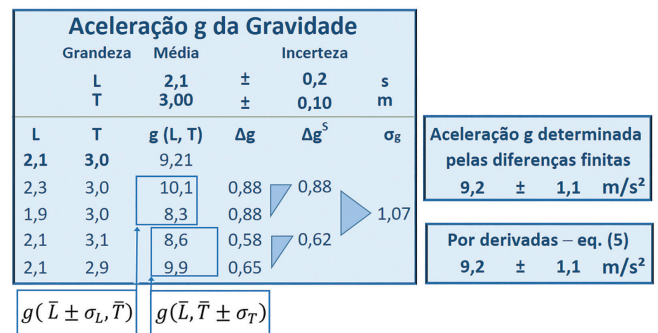 Aceleração g da Gravidade
Grandeza Média Incerteza
L 2,1 ± 0,2 s
T 3,00 ± 0,10 m
L T g (L, T) Δg Δgˢ σg
2,1 3,0 9,21
2,3 3,0 10,1 0,88 0,88
1,9 3,0 8,3 0,88 1,07
2,1 3,1 8,6 0,58 0,62
2,1 2,9 9,9 0,65
g(L̄ ± σL, T̄) g(L̄, T̄ ± σT)
Aceleração g determinada
pelas diferenças finitas
9,2 ± 1,1 m/s²
Por derivadas – eq. (5)
9,2 ± 1,1 m/s²